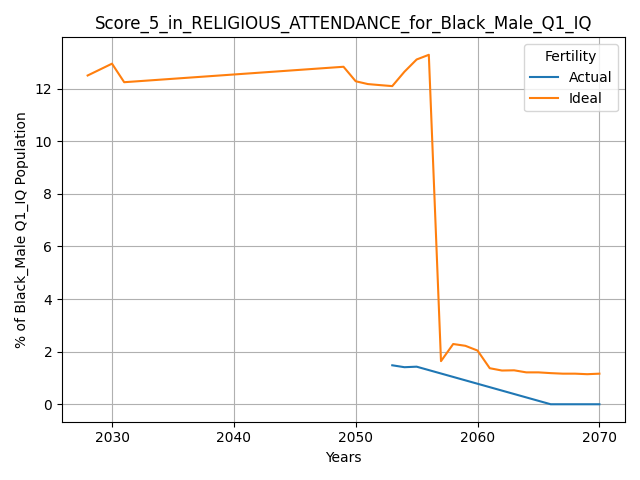 Score_5_in_RELIGIOUS_ATTENDANCE_for_Black_Male_Q1_IQ
% of Black_Male Q1_IQ Population
12
10
8
6
4
2
0
Fertility
Actual
Ideal
2030 2040 2050 2060 2070
Years